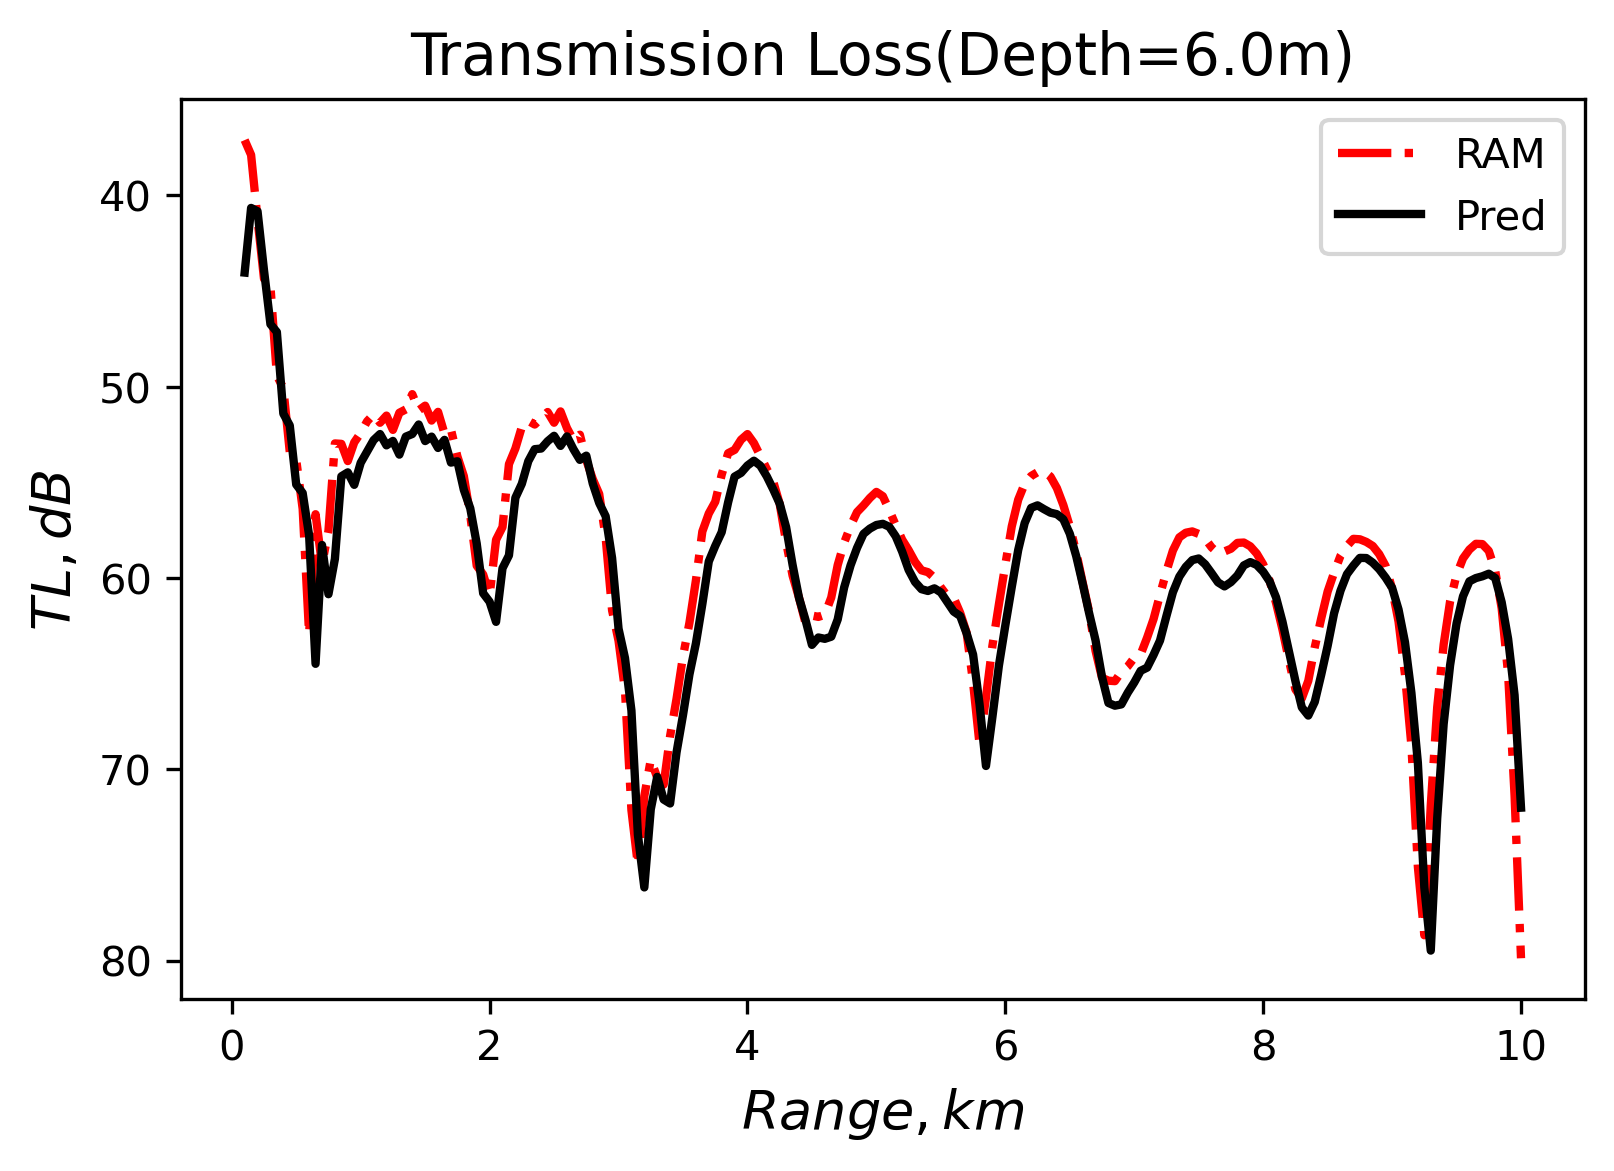 Transmission Loss(Depth=6.0m)
RAM
Pred
40
50
60
70
80
TL, dB
0 2 4 6 8 10
Range, km